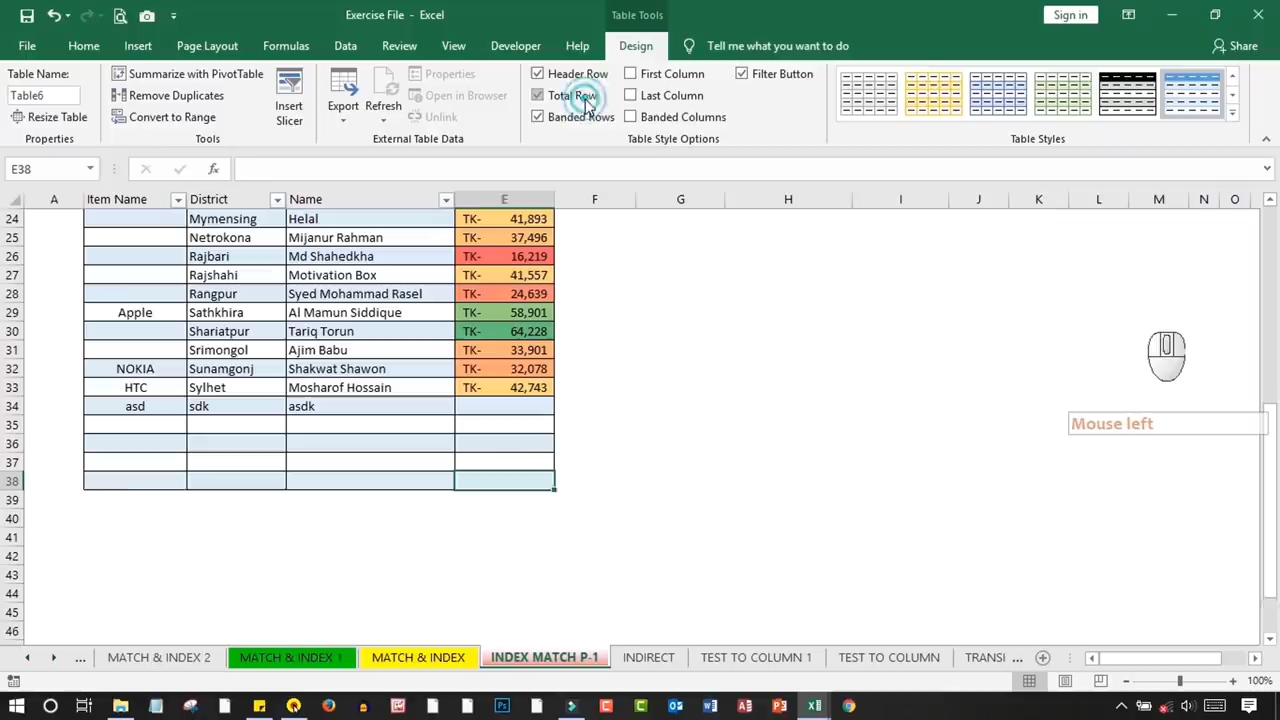 Exercise File - Excel
Table Tools
Sign in
File Home Insert Page Layout Formulas Data Review View Developer Help Design Tell me what you want to do Share
Table Name:
Table6
Resize Table
Properties
Summarize with PivotTable
Remove Duplicates
Convert to Range
Tools
Insert
Slicer
Export
Refresh
Properties
Open in Browser
Unlink
External Table Data
Header Row First Column Filter Button
Total Row Last Column
Banded Rows Banded Columns
Table Style Options
Table Styles
E38 fx
A Item Name District Name E F G H I J K L M N O
24 Mymensing Helal TK- 41,893
25 Netrokona Mijanur Rahman TK- 37,496
26 Rajbari Md Shahedkha TK- 16,219
27 Rajshahi Motivation Box TK- 41,557
28 Rangpur Syed Mohammad Rasel TK- 24,639
29 Apple Sathkhira Al Mamun Siddique TK- 58,901
30 Shariatpur Tariq Torun TK- 64,228
31 Srimongol Ajim Babu TK- 33,901
32 NOKIA Sunamgonj Shakwat Shawon TK- 32,078
33 HTC Sylhet Mosharof Hossain TK- 42,743
34 asd sdk asdk
35
36
37
38
39
40
41
42
43
44
45
46
Mouse left
... MATCH & INDEX 2 MATCH & INDEX 1 MATCH & INDEX INDEX MATCH P-1 INDIRECT TEST TO COLUMN 1 TEST TO COLUMN TRANSI ...
100%